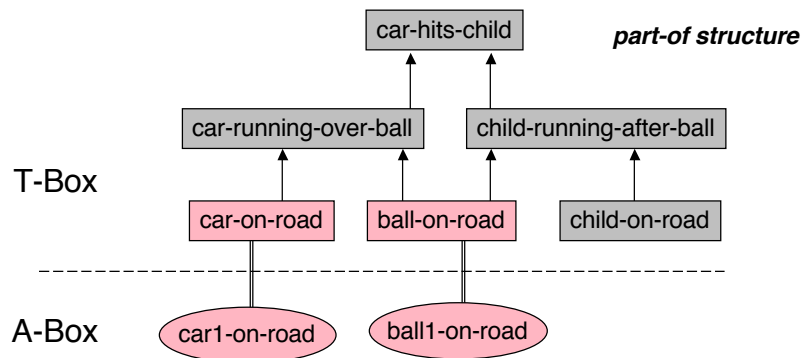 car-hits-child
part-of structure
car-running-over-ball
child-running-after-ball
T-Box
car-on-road
ball-on-road
child-on-road
A-Box
car1-on-road
ball1-on-road